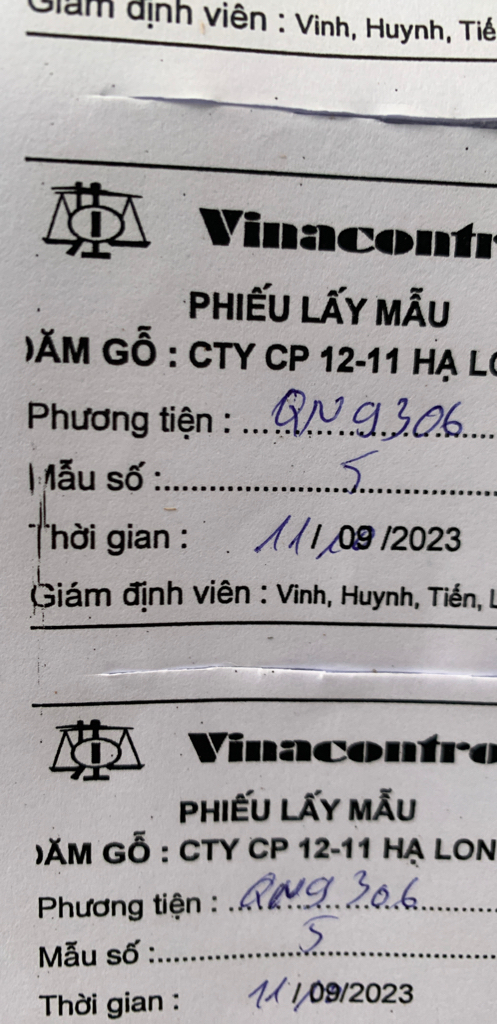 Giám định viên : Vinh, Huynh, Tiế
Vinacontr
PHIẾU LẤY MẪU
DĂM GỖ : CTY CP 12-11 HẠ LO
Phương tiện : QN 9306
Mẫu số : 5
Thời gian : 11 / 09 /2023
Giám định viên : Vinh, Huynh, Tiến, L
Vinacontro
PHIẾU LẤY MẪU
DĂM GỖ : CTY CP 12-11 HẠ LON
Phương tiện : QN9306
Mẫu số : 5
Thời gian : 11 /09/2023